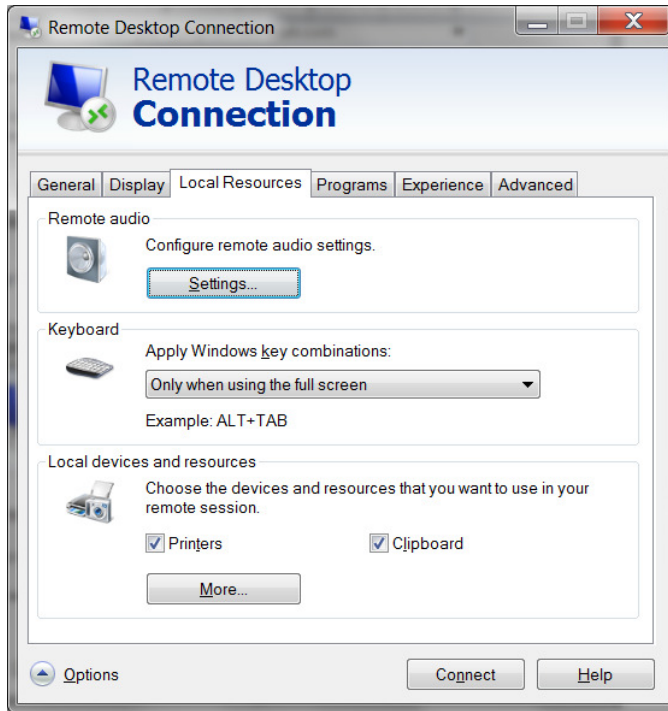 Remote Desktop Connection
Remote Desktop
Connection
General Display Local Resources Programs Experience Advanced
Remote audio
Configure remote audio settings.
Settings...
Keyboard
Apply Windows key combinations:
Only when using the full screen
Example: ALT+TAB
Local devices and resources
Choose the devices and resources that you want to use in your
remote session.
Printers Clipboard
More...
Options Connect Help